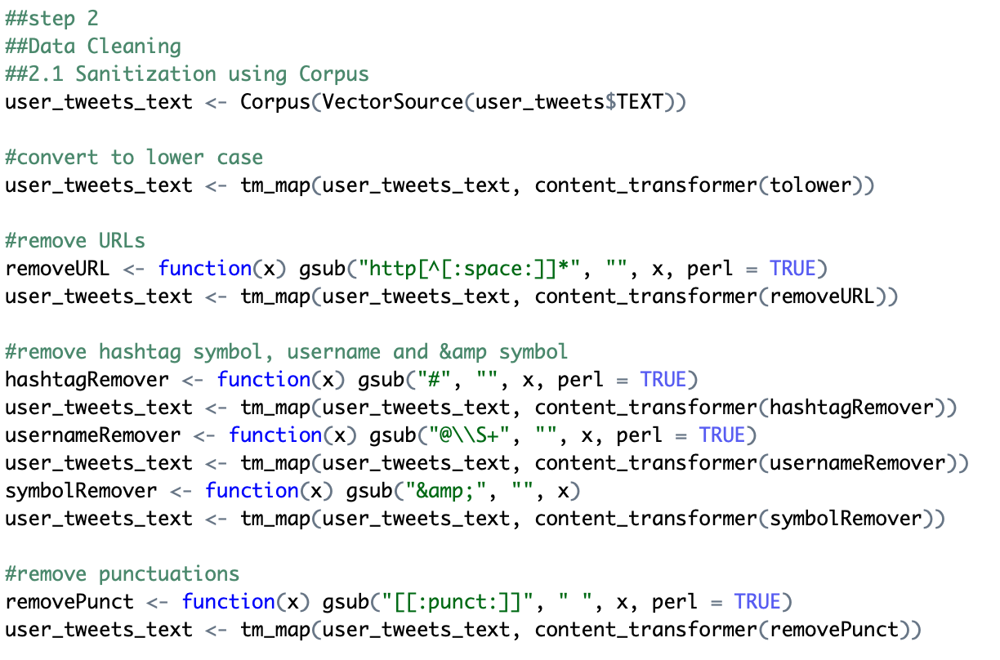 ##step 2
##Data Cleaning
##2.1 Sanitization using Corpus
user_tweets_text <- Corpus(VectorSource(user_tweets$TEXT))
#convert to lower case
user_tweets_text <- tm_map(user_tweets_text, content_transformer(tolower))
#remove URLs
removeURL <- function(x) gsub("http[^[:space:]]*", "", x, perl = TRUE)
user_tweets_text <- tm_map(user_tweets_text, content_transformer(removeURL))
#remove hashtag symbol, username and &amp symbol
hashtagRemover <- function(x) gsub("#", "", x, perl = TRUE)
user_tweets_text <- tm_map(user_tweets_text, content_transformer(hashtagRemover))
usernameRemover <- function(x) gsub("@\\S+", "", x, perl = TRUE)
user_tweets_text <- tm_map(user_tweets_text, content_transformer(usernameRemover))
symbolRemover <- function(x) gsub("&amp;", "", x)
user_tweets_text <- tm_map(user_tweets_text, content_transformer(symbolRemover))
#remove punctuations
removePunct <- function(x) gsub("[[:punct:]]", " ", x, perl = TRUE)
user_tweets_text <- tm_map(user_tweets_text, content_transformer(removePunct))